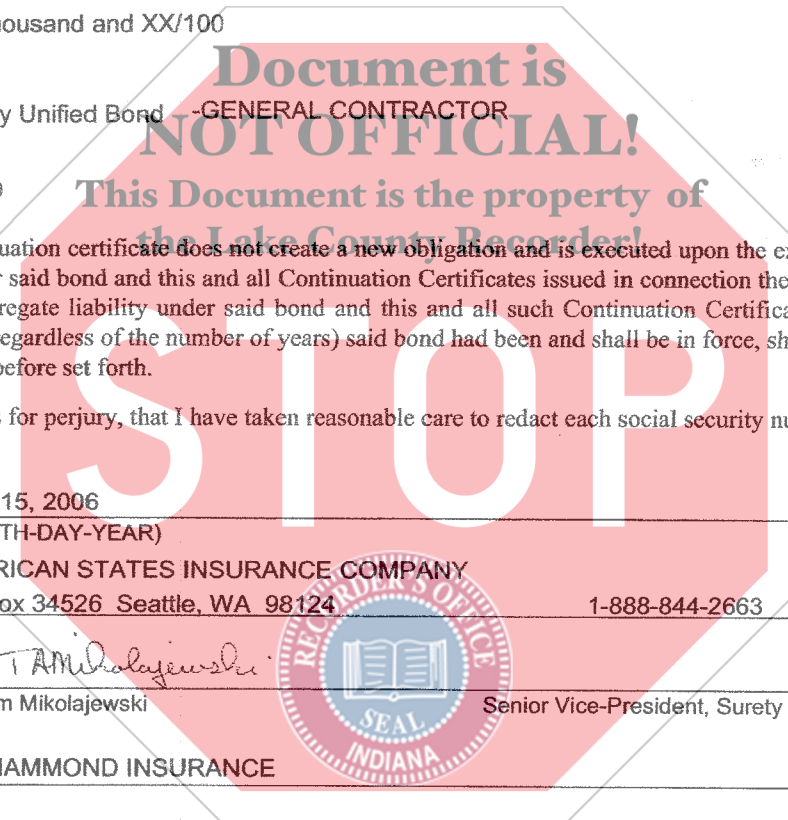 housand and XX/100
Document is
y Unified Bond -GENERAL CONTRACTOR
NOT OFFICIAL!
This Document is the property of
the Lake County Recorder!
uation certificate does not create a new obligation and is executed upon the ex
said bond and this and all Continuation Certificates issued in connection the
regate liability under said bond and this and all such Continuation Certifica
regardless of the number of years) said bond had been and shall be in force, sh
before set forth.
s for perjury, that I have taken reasonable care to redact each social security nu
STOP
15, 2006
TH-DAY-YEAR)
RICAN STATES INSURANCE COMPANY
ox 34526 Seattle, WA 98124 1-888-844-2663
TAMikolajewski
m Mikolajewski Senior Vice-President, Surety
HAMMOND INSURANCE
RECORDER'S OFFICE
SEAL
INDIANA